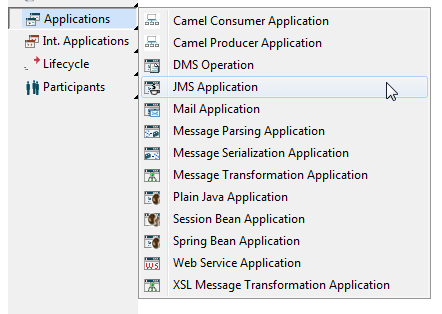 Applications
Int. Applications
Lifecycle
Participants
Camel Consumer Application
Camel Producer Application
DMS Operation
JMS Application
Mail Application
Message Parsing Application
Message Serialization Application
Message Transformation Application
Plain Java Application
Session Bean Application
Spring Bean Application
Web Service Application
XSL Message Transformation Application